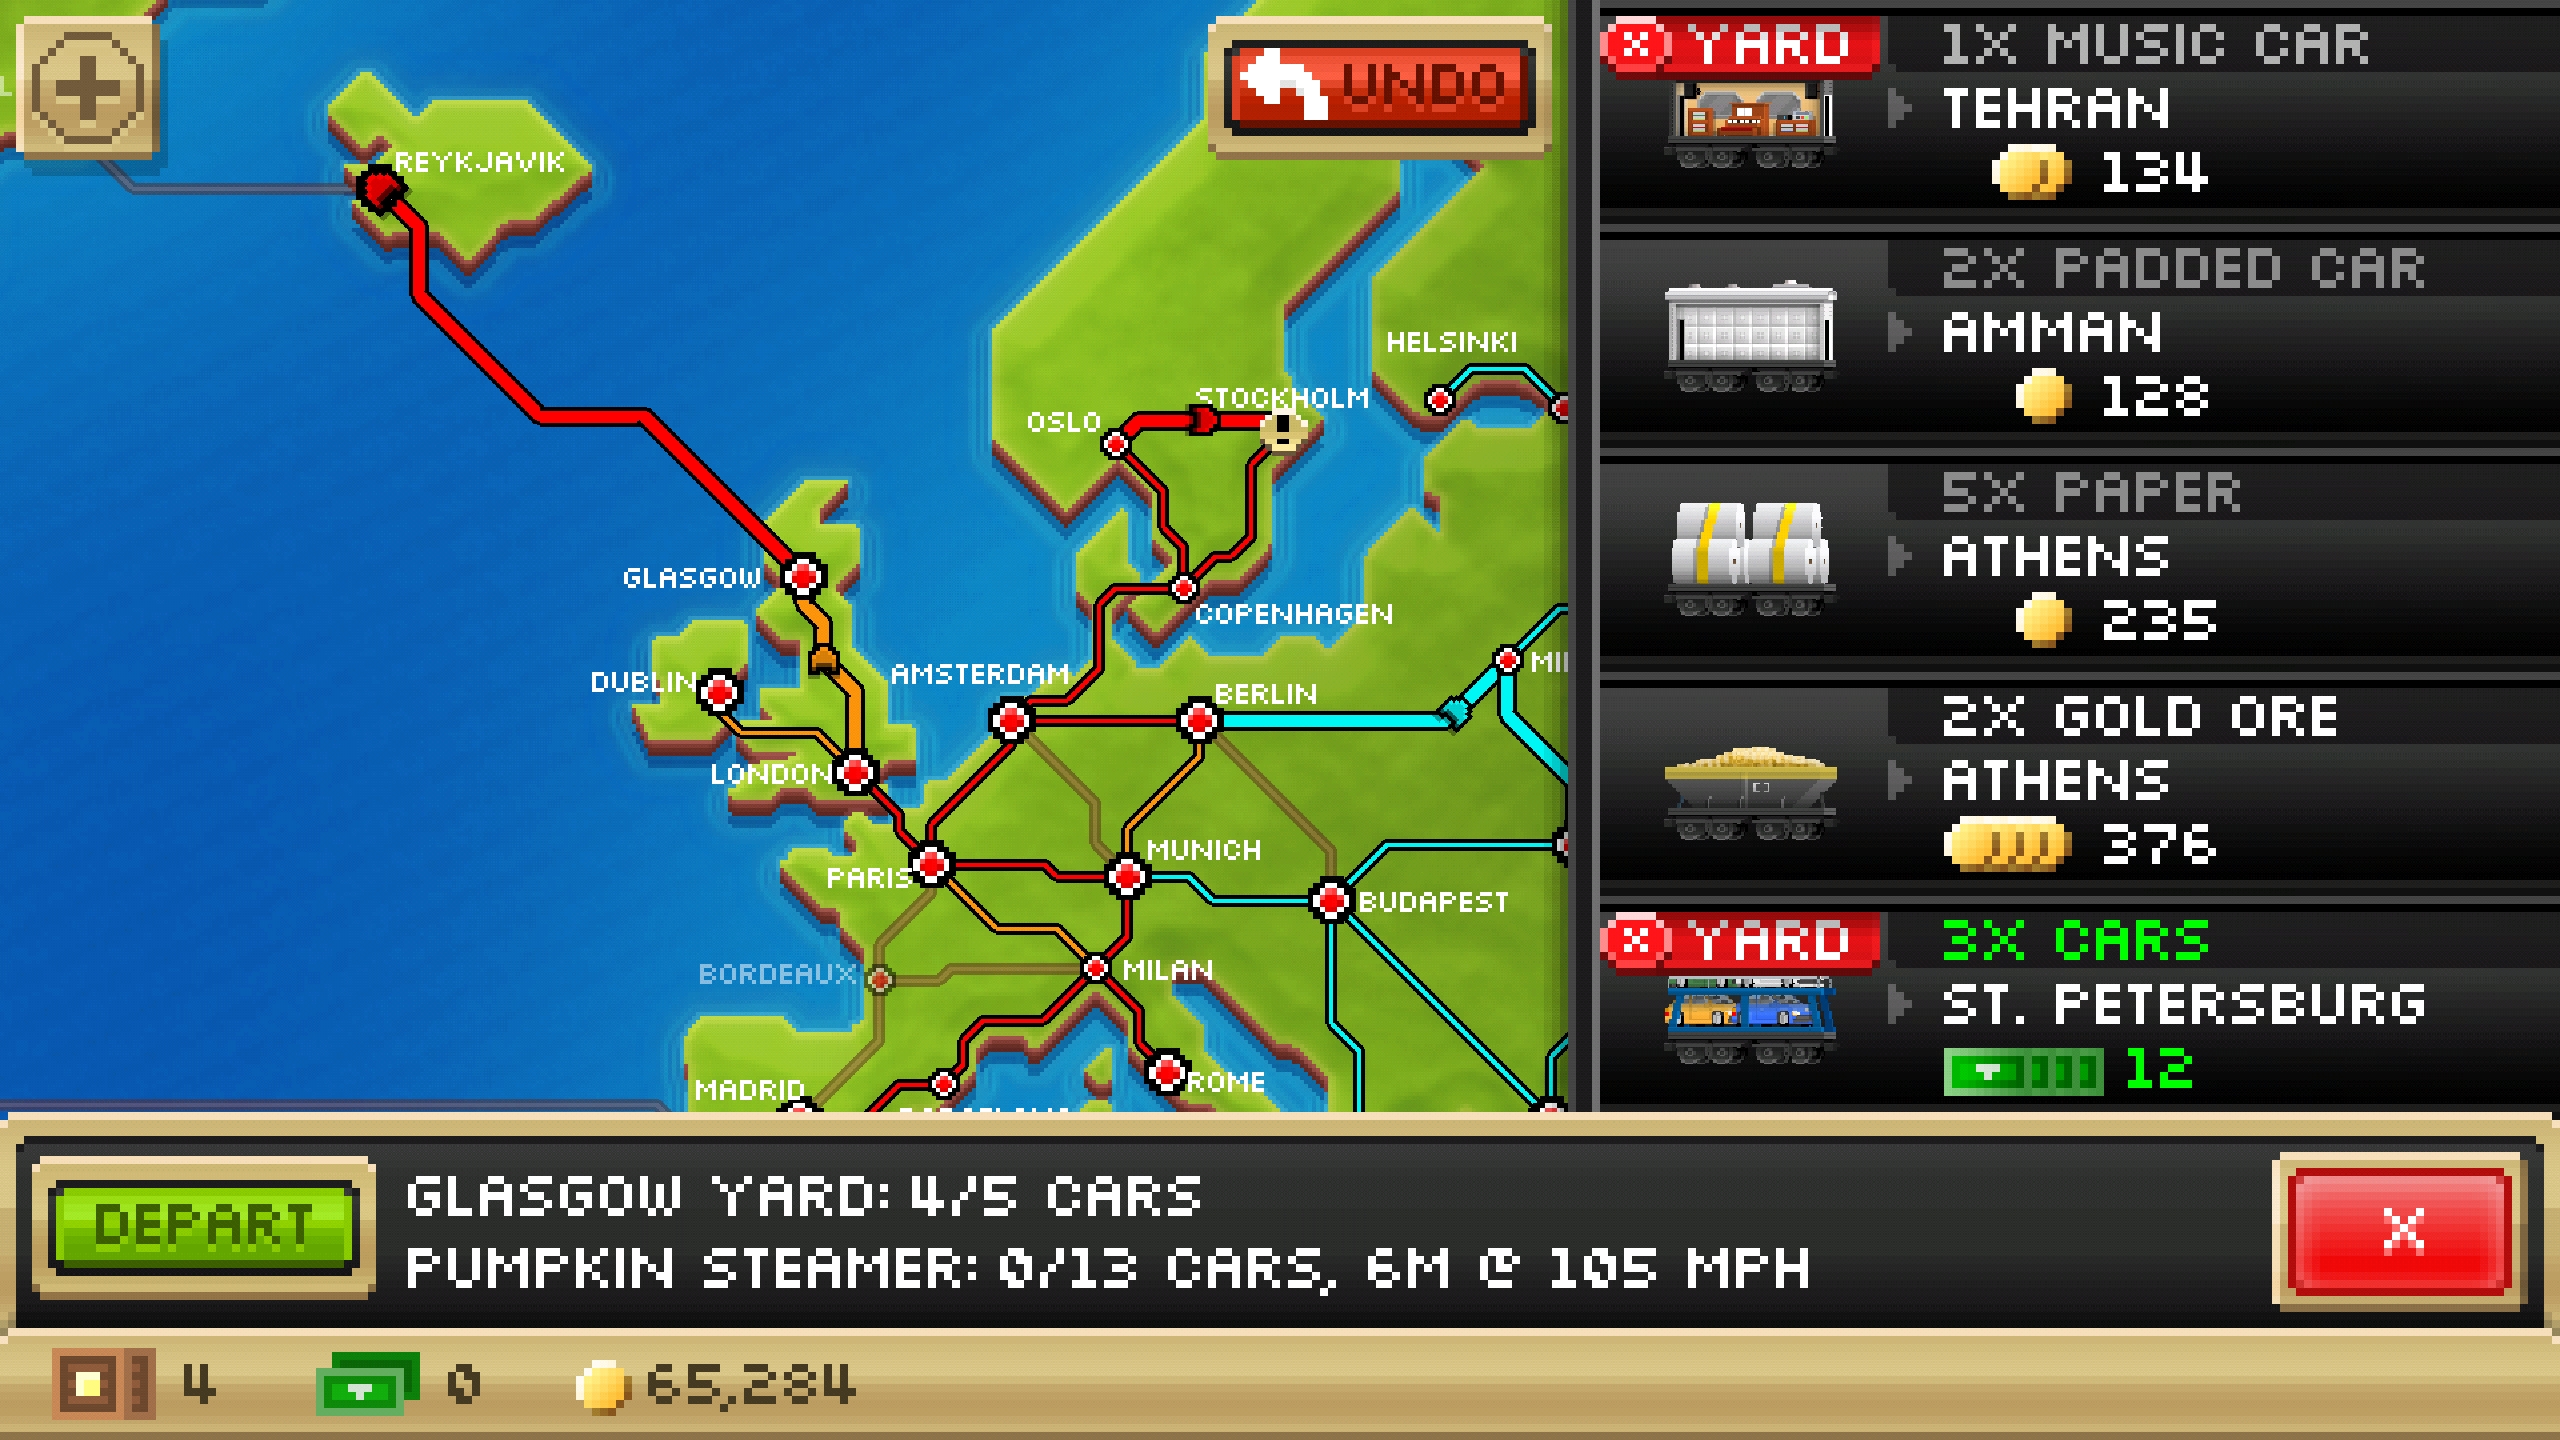 REYKJAVIK
UNDO
HELSINKI
STOCKHOLM
OSLO
GLASGOW
COPENHAGEN
DUBLIN
AMSTERDAM
BERLIN
LONDON
PARIS
MUNICH
BUDAPEST
BORDEAUX
MILAN
MADRID
ROME
YARD
1X MUSIC CAR
TEHRAN
134
2X PADDED CAR
AMMAN
128
5X PAPER
ATHENS
235
2X GOLD ORE
ATHENS
376
YARD
3X CARS
ST. PETERSBURG
12
DEPART
GLASGOW YARD: 4/5 CARS
PUMPKIN STEAMER: 0/13 CARS, 6M @ 105 MPH
X
4
0
65,284